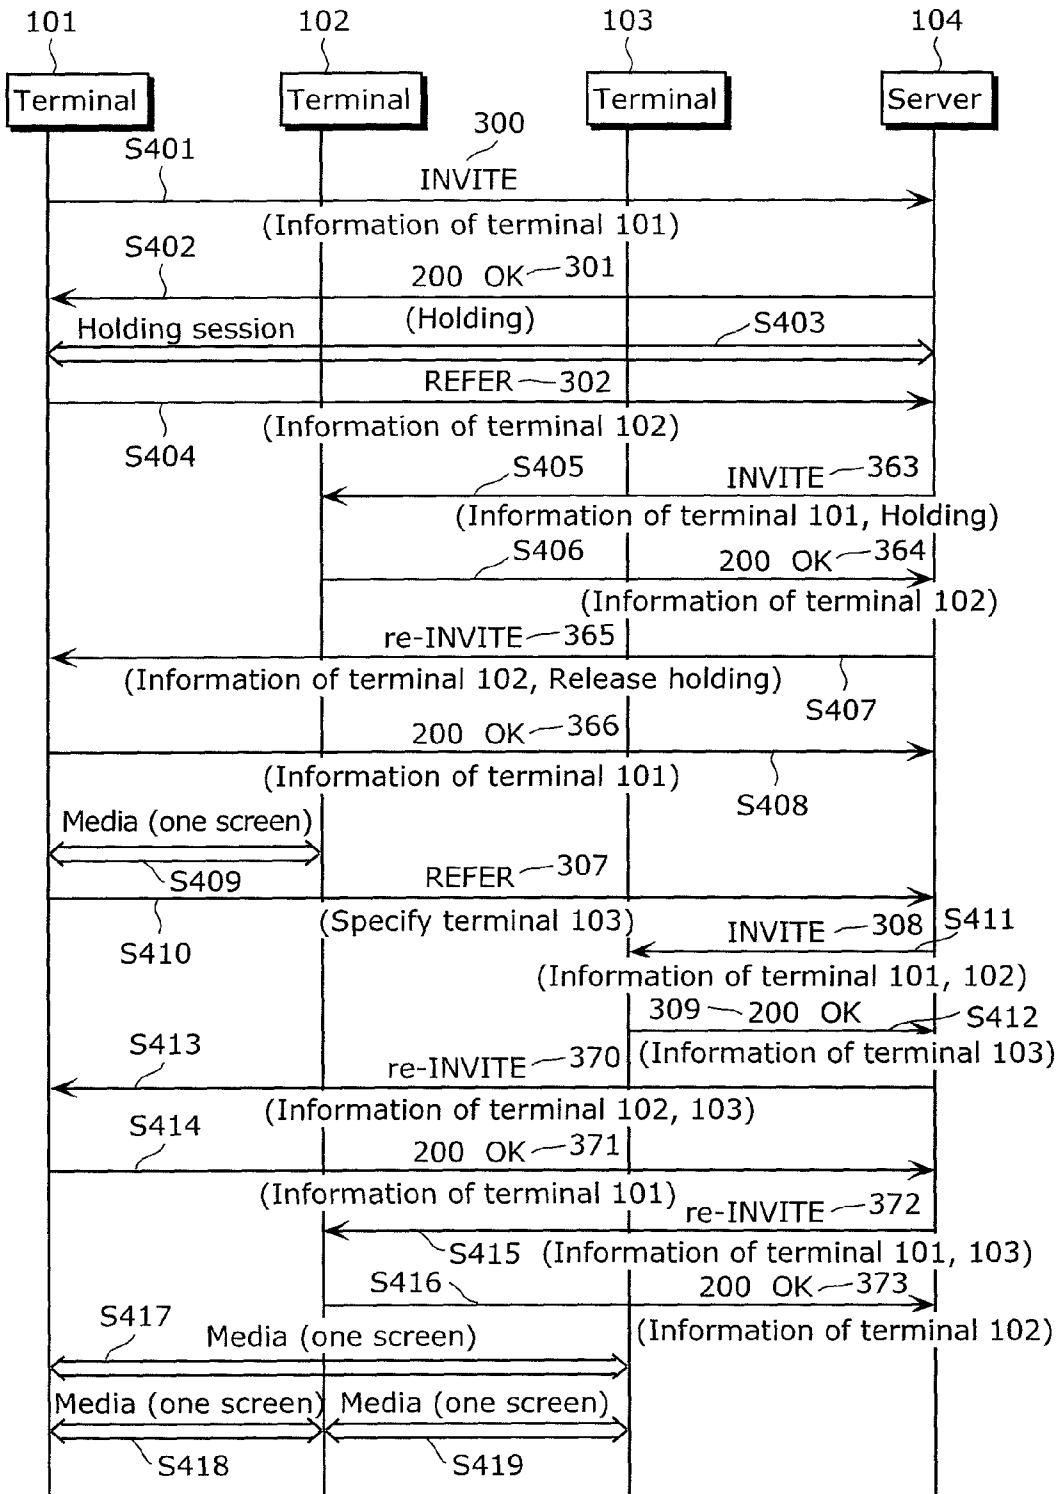 101 102 103 104
Terminal Terminal Terminal Server
S401 300
INVITE
(Information of terminal 101)
S402
200 OK 301
(Holding)
Holding session S403
REFER 302
S404 (Information of terminal 102)
S405 INVITE 363
(Information of terminal 101, Holding)
S406 200 OK 364
(Information of terminal 102)
re-INVITE 365
(Information of terminal 102, Release holding)
S407
200 OK 366
(Information of terminal 101)
S408
Media (one screen)
S409 REFER 307
(Specify terminal 103)
S410 INVITE 308 S411
(Information of terminal 101, 102)
309 200 OK S412
S413 (Information of terminal 103)
re-INVITE 370
(Information of terminal 102, 103)
S414 200 OK 371
(Information of terminal 101)
re-INVITE 372
S415 (Information of terminal 101, 103)
S416 200 OK 373
S417 (Information of terminal 102)
Media (one screen)
Media (one screen) Media (one screen)
S418 S419